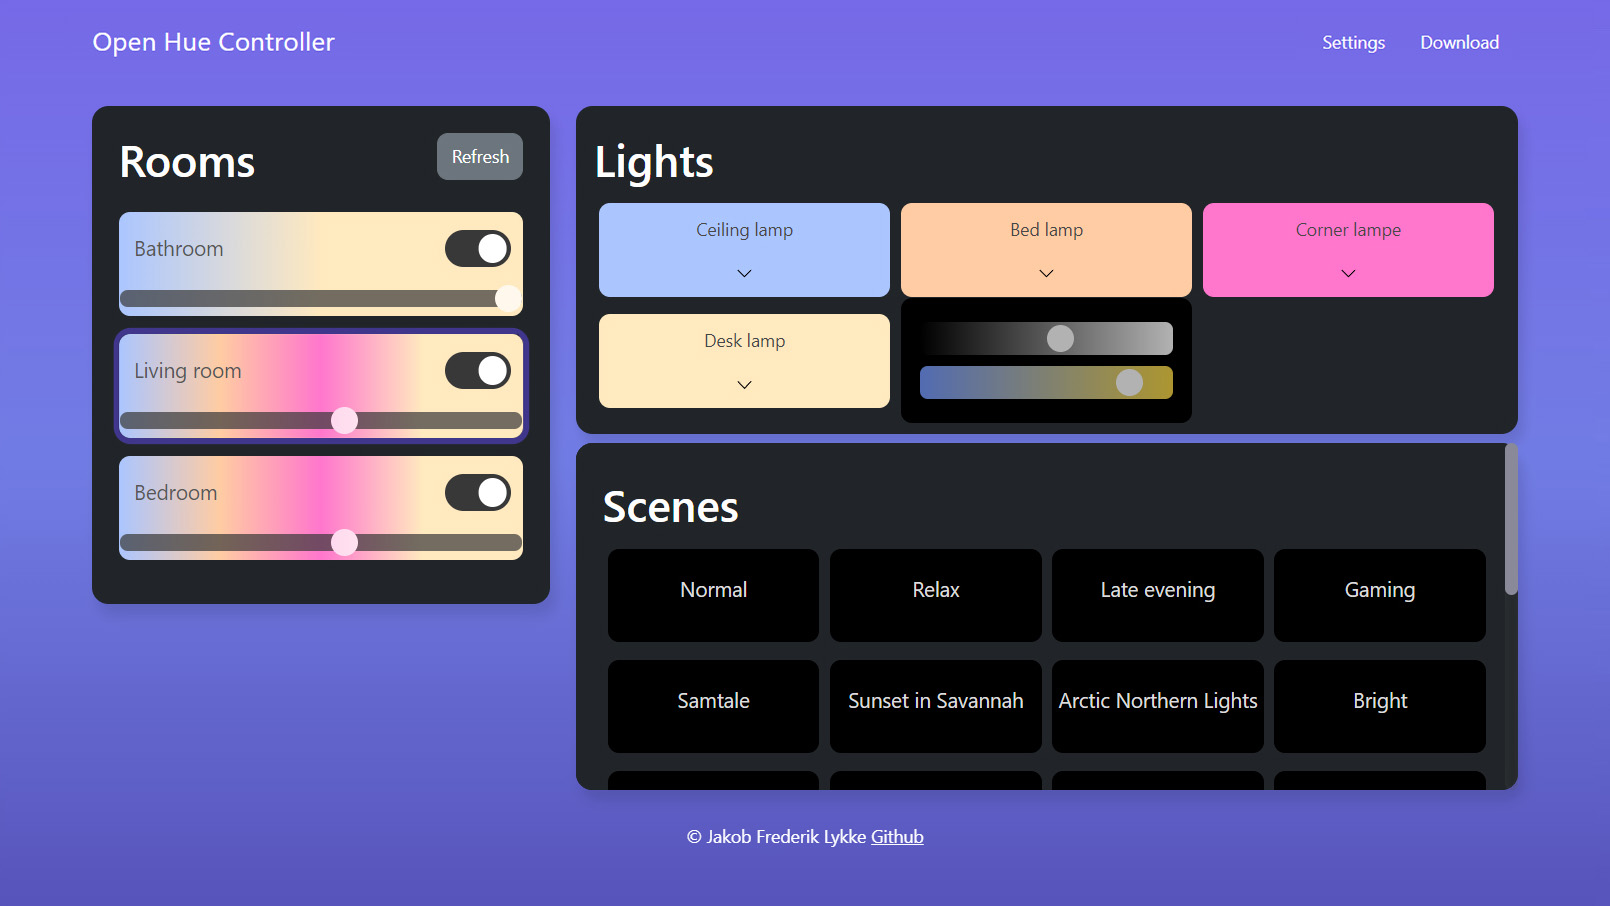 Open Hue Controller
Settings
Download
Rooms
Refresh
Bathroom
Living room
Bedroom
Lights
Ceiling lamp
Bed lamp
Corner lampe
Desk lamp
Scenes
Normal
Relax
Late evening
Gaming
Samtale
Sunset in Savannah
Arctic Northern Lights
Bright
© Jakob Frederik Lykke Github